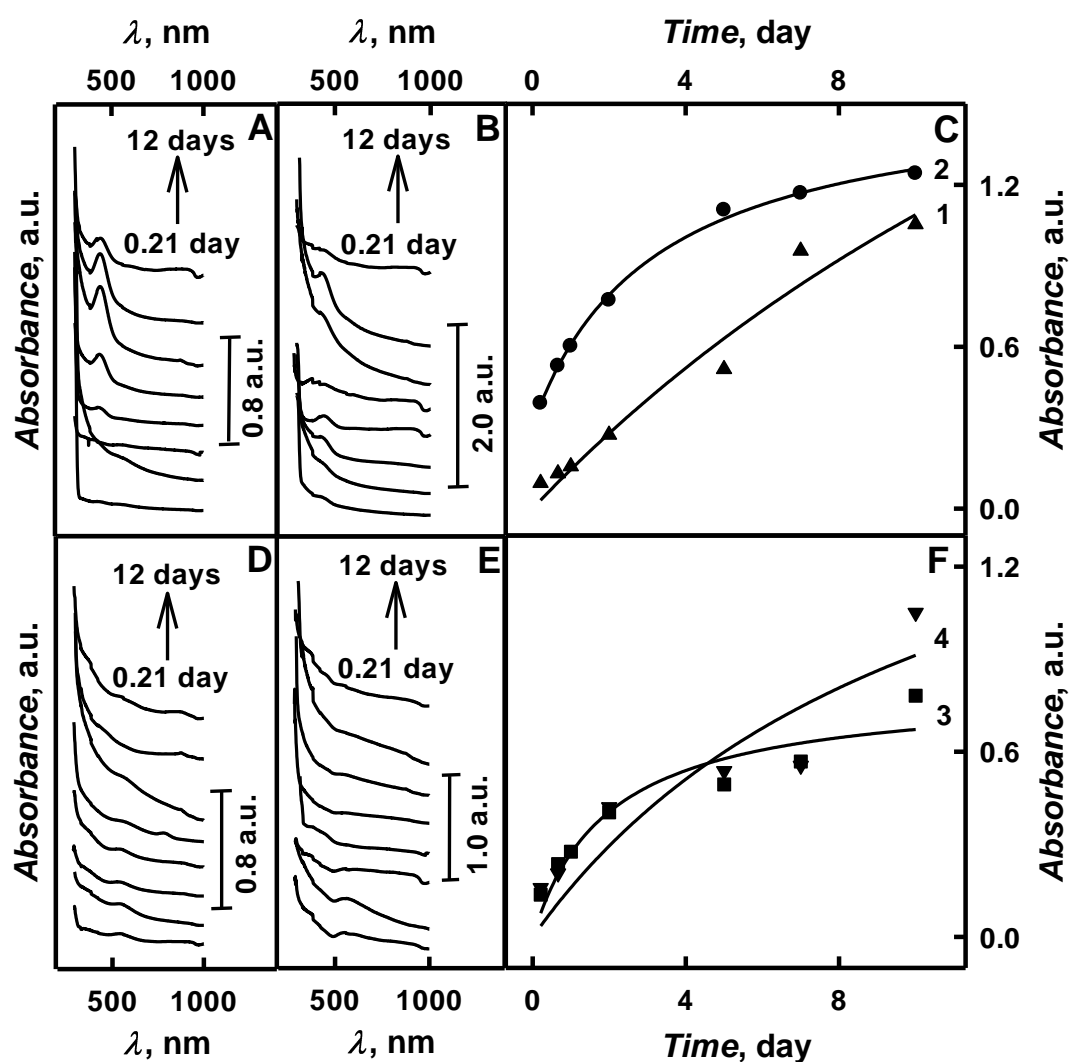 λ, nm
λ, nm
Time, day
500
1000
500
1000
0
4
8
A
12 days
0.21 day
0.8 a.u.
B
12 days
0.21 day
2.0 a.u.
C
2
1
1.2
0.6
0.0
Absorbance, a.u.
Absorbance, a.u.
D
12 days
0.21 day
0.8 a.u.
E
12 days
0.21 day
1.0 a.u.
F
4
3
1.2
0.6
0.0
Absorbance, a.u.
Absorbance, a.u.
500
1000
500
1000
0
4
8
λ, nm
λ, nm
Time, day